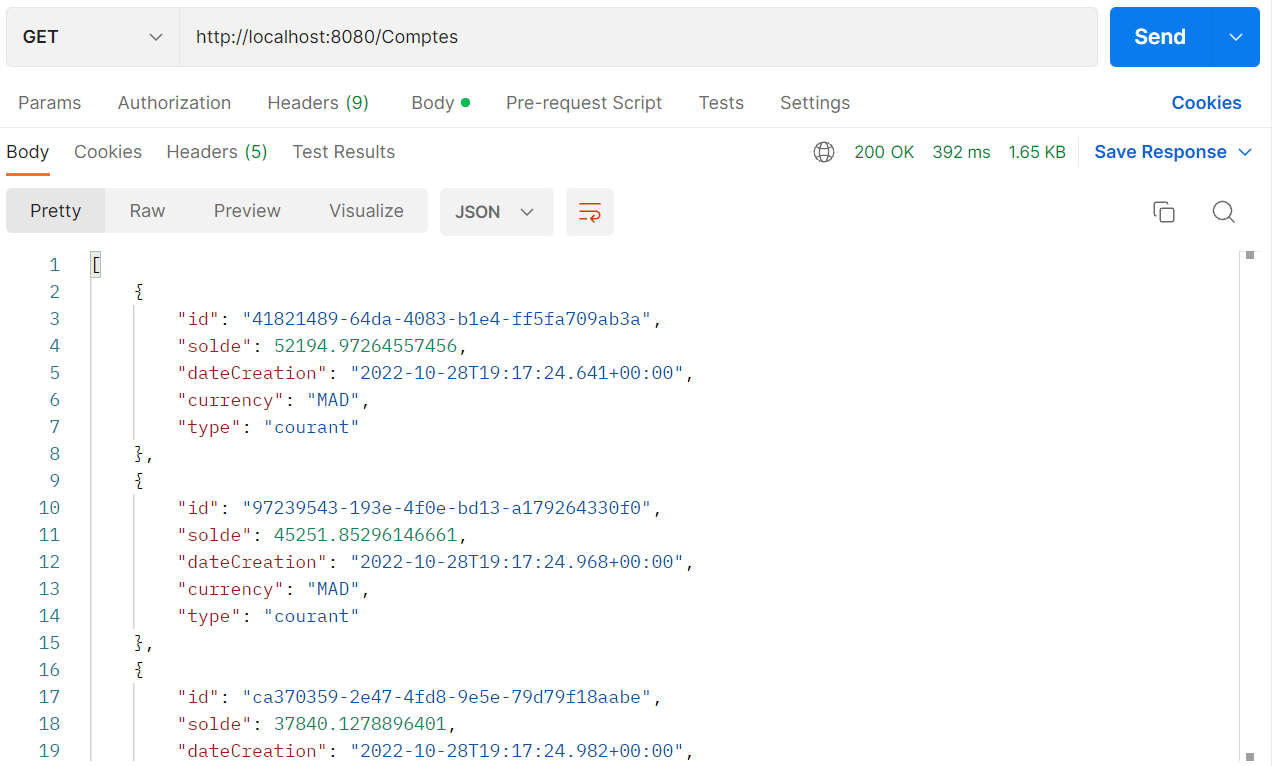 GET http://localhost:8080/Comptes Send
Params Authorization Headers (9) Body Pre-request Script Tests Settings Cookies
Body Cookies Headers (5) Test Results 200 OK 392 ms 1.65 KB Save Response
Pretty Raw Preview Visualize JSON
1 [
2 {
3 "id": "41821489-64da-4083-b1e4-ff5fa709ab3a",
4 "solde": 52194.97264557456,
5 "dateCreation": "2022-10-28T19:17:24.641+00:00",
6 "currency": "MAD",
7 "type": "courant"
8 },
9 {
10 "id": "97239543-193e-4f0e-bd13-a179264330f0",
11 "solde": 45251.85296146661,
12 "dateCreation": "2022-10-28T19:17:24.968+00:00",
13 "currency": "MAD",
14 "type": "courant"
15 },
16 {
17 "id": "ca370359-2e47-4fd8-9e5e-79d79f18aabe",
18 "solde": 37840.1278896401,
19 "dateCreation": "2022-10-28T19:17:24.982+00:00",